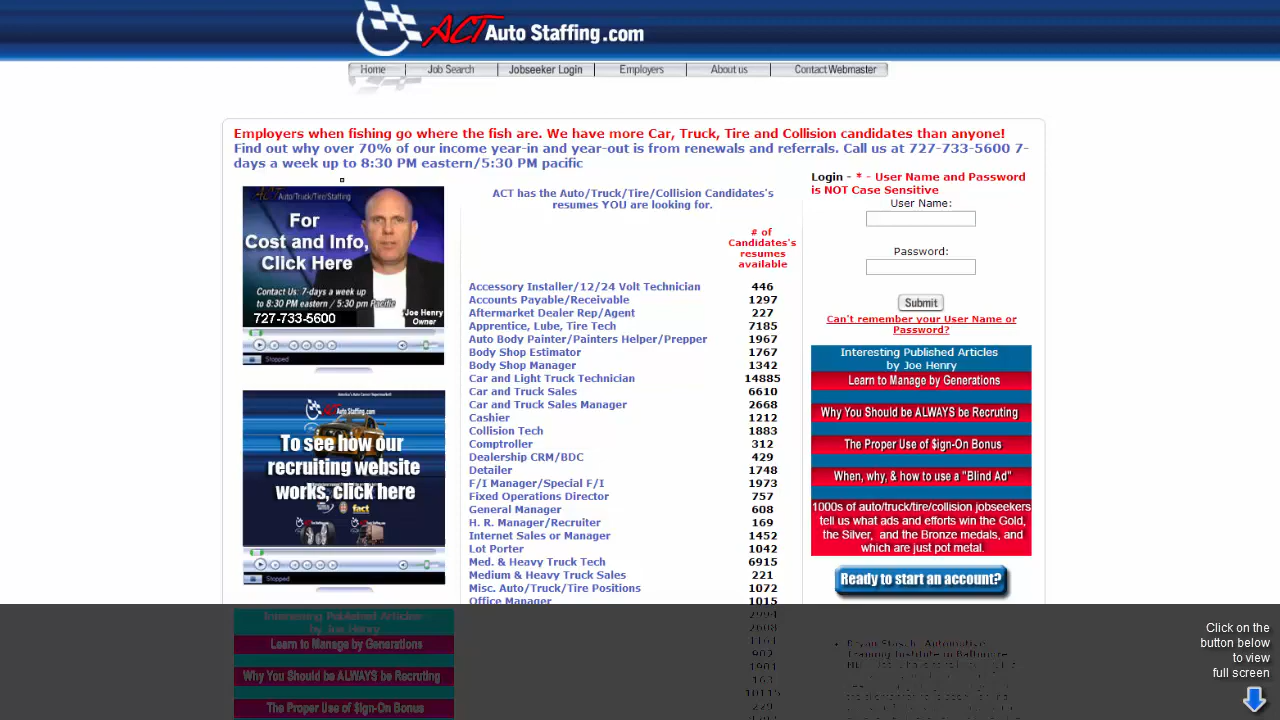 ACT Auto Staffing.com
Home
Job Search
Jobseeker Login
Employers
About us
Contact Webmaster
Employers when fishing go where the fish are. We have more Car, Truck, Tire and Collision candidates than anyone!
Find out why over 70% of our income year-in and year-out is from renewals and referrals. Call us at 727-733-5600 7-
days a week up to 8:30 PM eastern/5:30 PM pacific
ACT Auto/Truck/Tire/Staffing
For
Cost and Info,
Click Here
Contact Us: 7-days a week up
to 8:30 PM eastern / 5:30 pm Pacific
727-733-5600
Joe Henry
Owner
Stopped
ACT Auto Staffing.com
To see how our
recruiting website
works, click here
fact
Stopped
Interesting Published Articles
by Joe Henry
Learn to Manage by Generations
Why You Should be ALWAYS be Recruting
The Proper Use of $ign-On Bonus
ACT has the Auto/Truck/Tire/Collision Candidates's
resumes YOU are looking for.
# of
Candidates's
resumes
available
Accessory Installer/12/24 Volt Technician 446
Accounts Payable/Receivable 1297
Aftermarket Dealer Rep/Agent 227
Apprentice, Lube, Tire Tech 7185
Auto Body Painter/Painters Helper/Prepper 1967
Body Shop Estimator 1767
Body Shop Manager 1342
Car and Light Truck Technician 14885
Car and Truck Sales 6610
Car and Truck Sales Manager 2668
Cashier 1212
Collision Tech 1883
Comptroller 312
Dealership CRM/BDC 429
Detailer 1748
F/I Manager/Special F/I 1973
Fixed Operations Director 757
General Manager 608
H. R. Manager/Recruiter 169
Internet Sales or Manager 1452
Lot Porter 1042
Med. & Heavy Truck Tech 6915
Medium & Heavy Truck Sales 221
Misc. Auto/Truck/Tire Positions 1072
Office Manager 1015
Login - * - User Name and Password
is NOT Case Sensitive
User Name:
Password:
Submit
Can't remember your User Name or
Password?
Interesting Published Articles
by Joe Henry
Learn to Manage by Generations
Why You Should be ALWAYS be Recruting
The Proper Use of $ign-On Bonus
When, why, & how to use a "Blind Ad"
1000s of auto/truck/tire/collision jobseekers
tell us what ads and efforts win the Gold,
the Silver, and the Bronze medals, and
which are just pot metal.
Ready to start an account?
Click on the
button below
to view
full screen